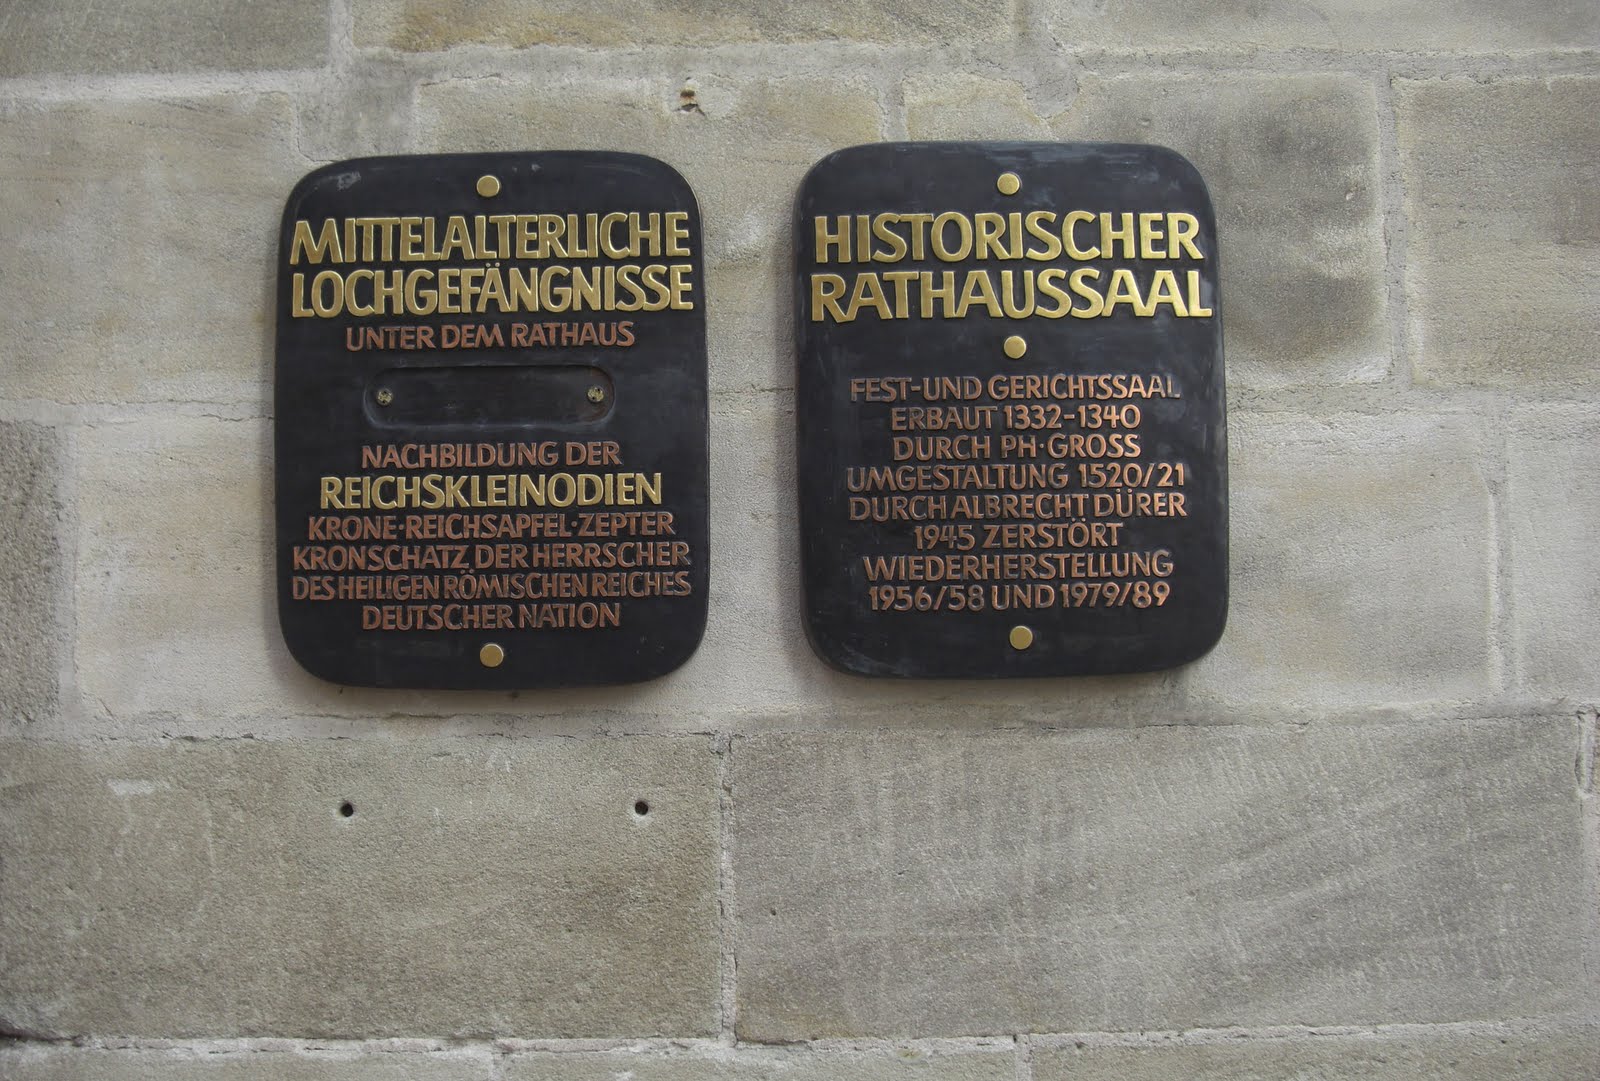 MITTELALTERLICHE
LOCHGEFÄNGNISSE
UNTER DEM RATHAUS
NACHBILDUNG DER
REICHSKLEINODIEN
KRONE·REICHSAPFEL·ZEPTER
KRONSCHATZ DER HERRSCHER
DES HEILIGEN RÖMISCHEN REICHES
DEUTSCHER NATION
HISTORISCHER
RATHAUSSAAL
FEST-UND GERICHTSSAAL
ERBAUT 1332-1340
DURCH PH·GROSS
UMGESTALTUNG 1520/21
DURCH ALBRECHT DÜRER
1945 ZERSTÖRT
WIEDERHERSTELLUNG
1956/58 UND 1979/89